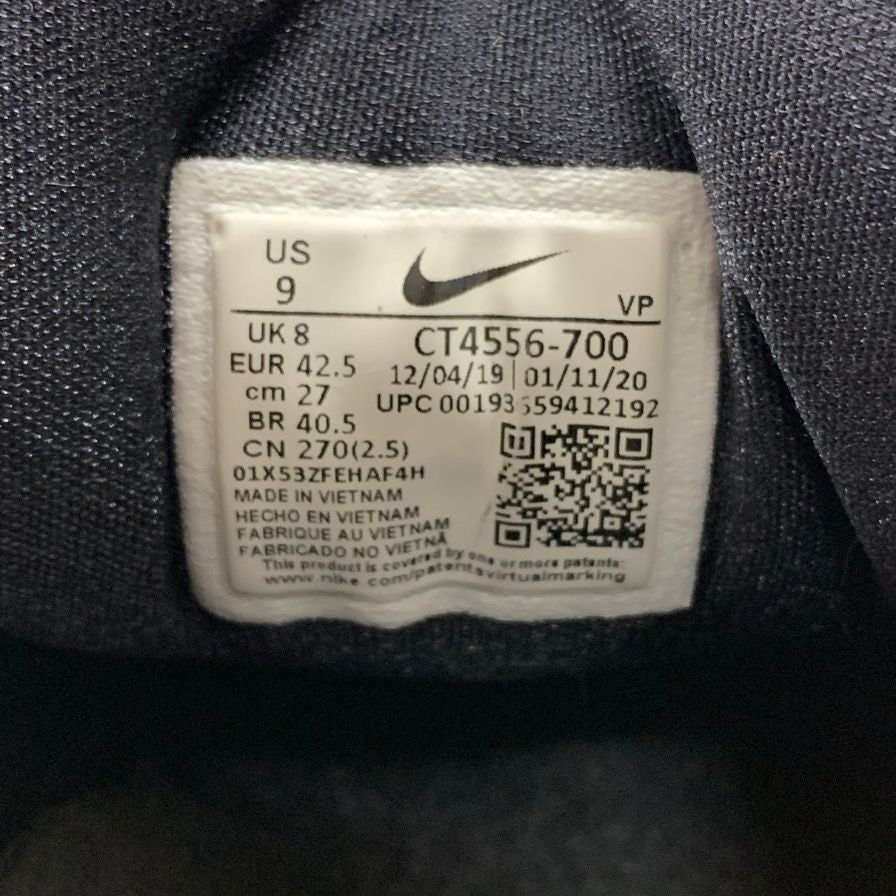 US
9
VP
UK 8
EUR 42.5
cm 27
BR 40.5
CN 270(2.5)
CT4556-700
12/04/19 | 01/11/20
UPC 00193659412192
01X53ZFEHAF4H
MADE IN VIETNAM
HECHO EN VIETNAM
FABRIQUE AU VIETNAM
FABRICADO NO VIETNÃ
This product is covered by one or more patents:
www.nike.com/patentsvirtualmarking